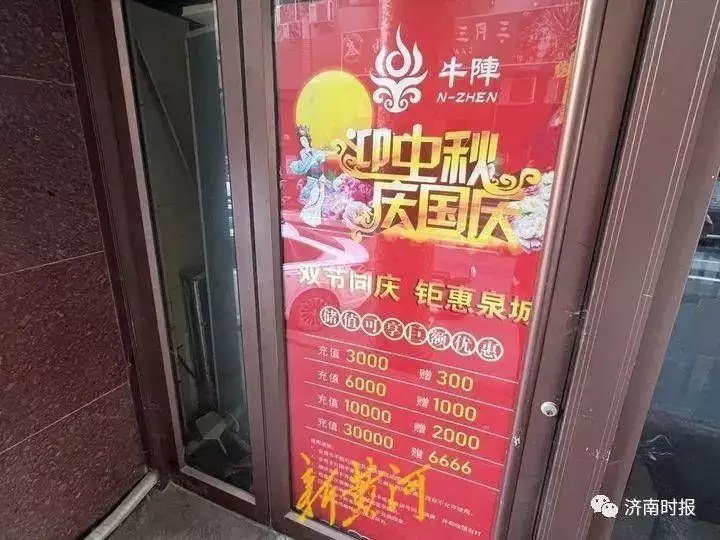 牛陣
N-ZHEN
迎中秋
庆国庆
双节同庆 钜惠泉城
储值可享巨额优惠
充值 3000 赠 300
充值 6000 赠 1000
充值 10000 赠 2000
充值 30000 赠 6666
新黄河
济南时报